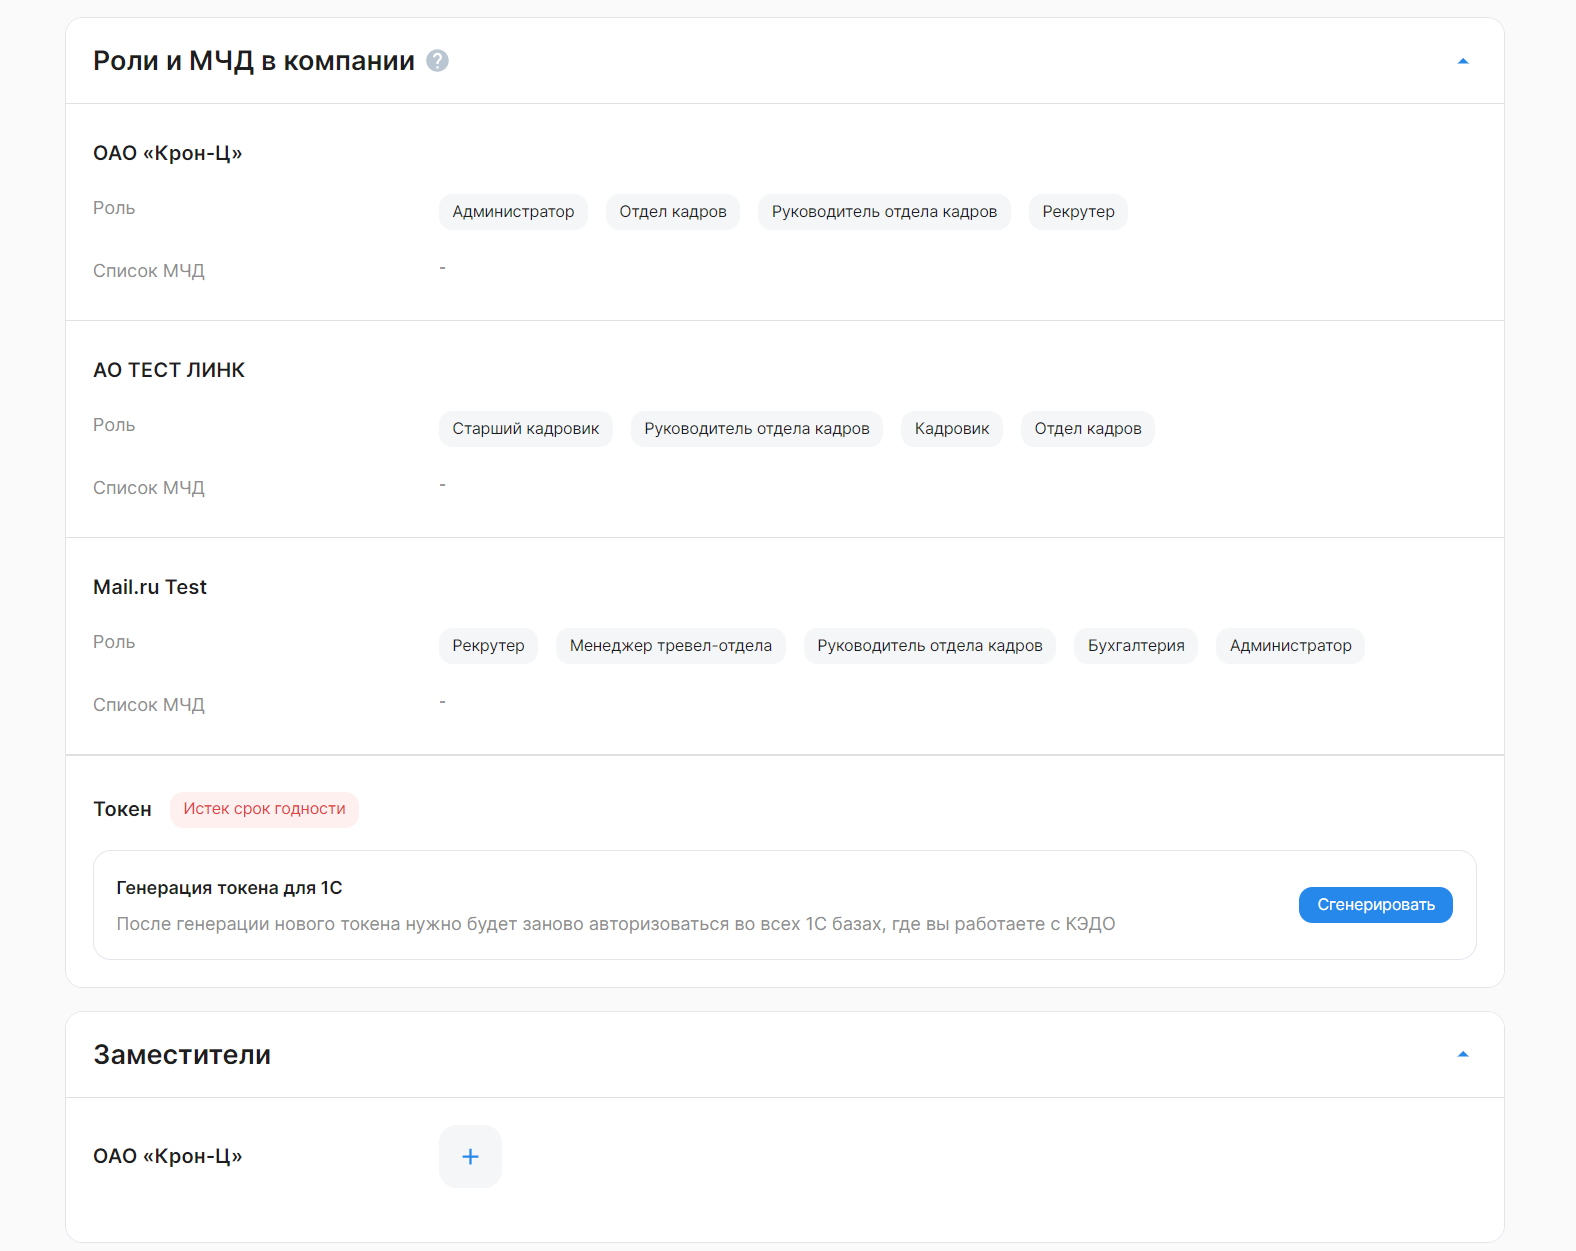 Роли и МЧД в компании ?
ОАО «Крон-Ц»
Роль Администратор Отдел кадров Руководитель отдела кадров Рекрутер
Список МЧД -
АО ТЕСТ ЛИНК
Роль Старший кадровик Руководитель отдела кадров Кадровик Отдел кадров
Список МЧД -
Mail.ru Test
Роль Рекрутер Менеджер тревел-отдела Руководитель отдела кадров Бухгалтерия Администратор
Список МЧД -
Токен Истек срок годности
Генерация токена для 1С
После генерации нового токена нужно будет заново авторизоваться во всех 1С базах, где вы работаете с КЭДО
Сгенерировать
Заместители
ОАО «Крон-Ц» +